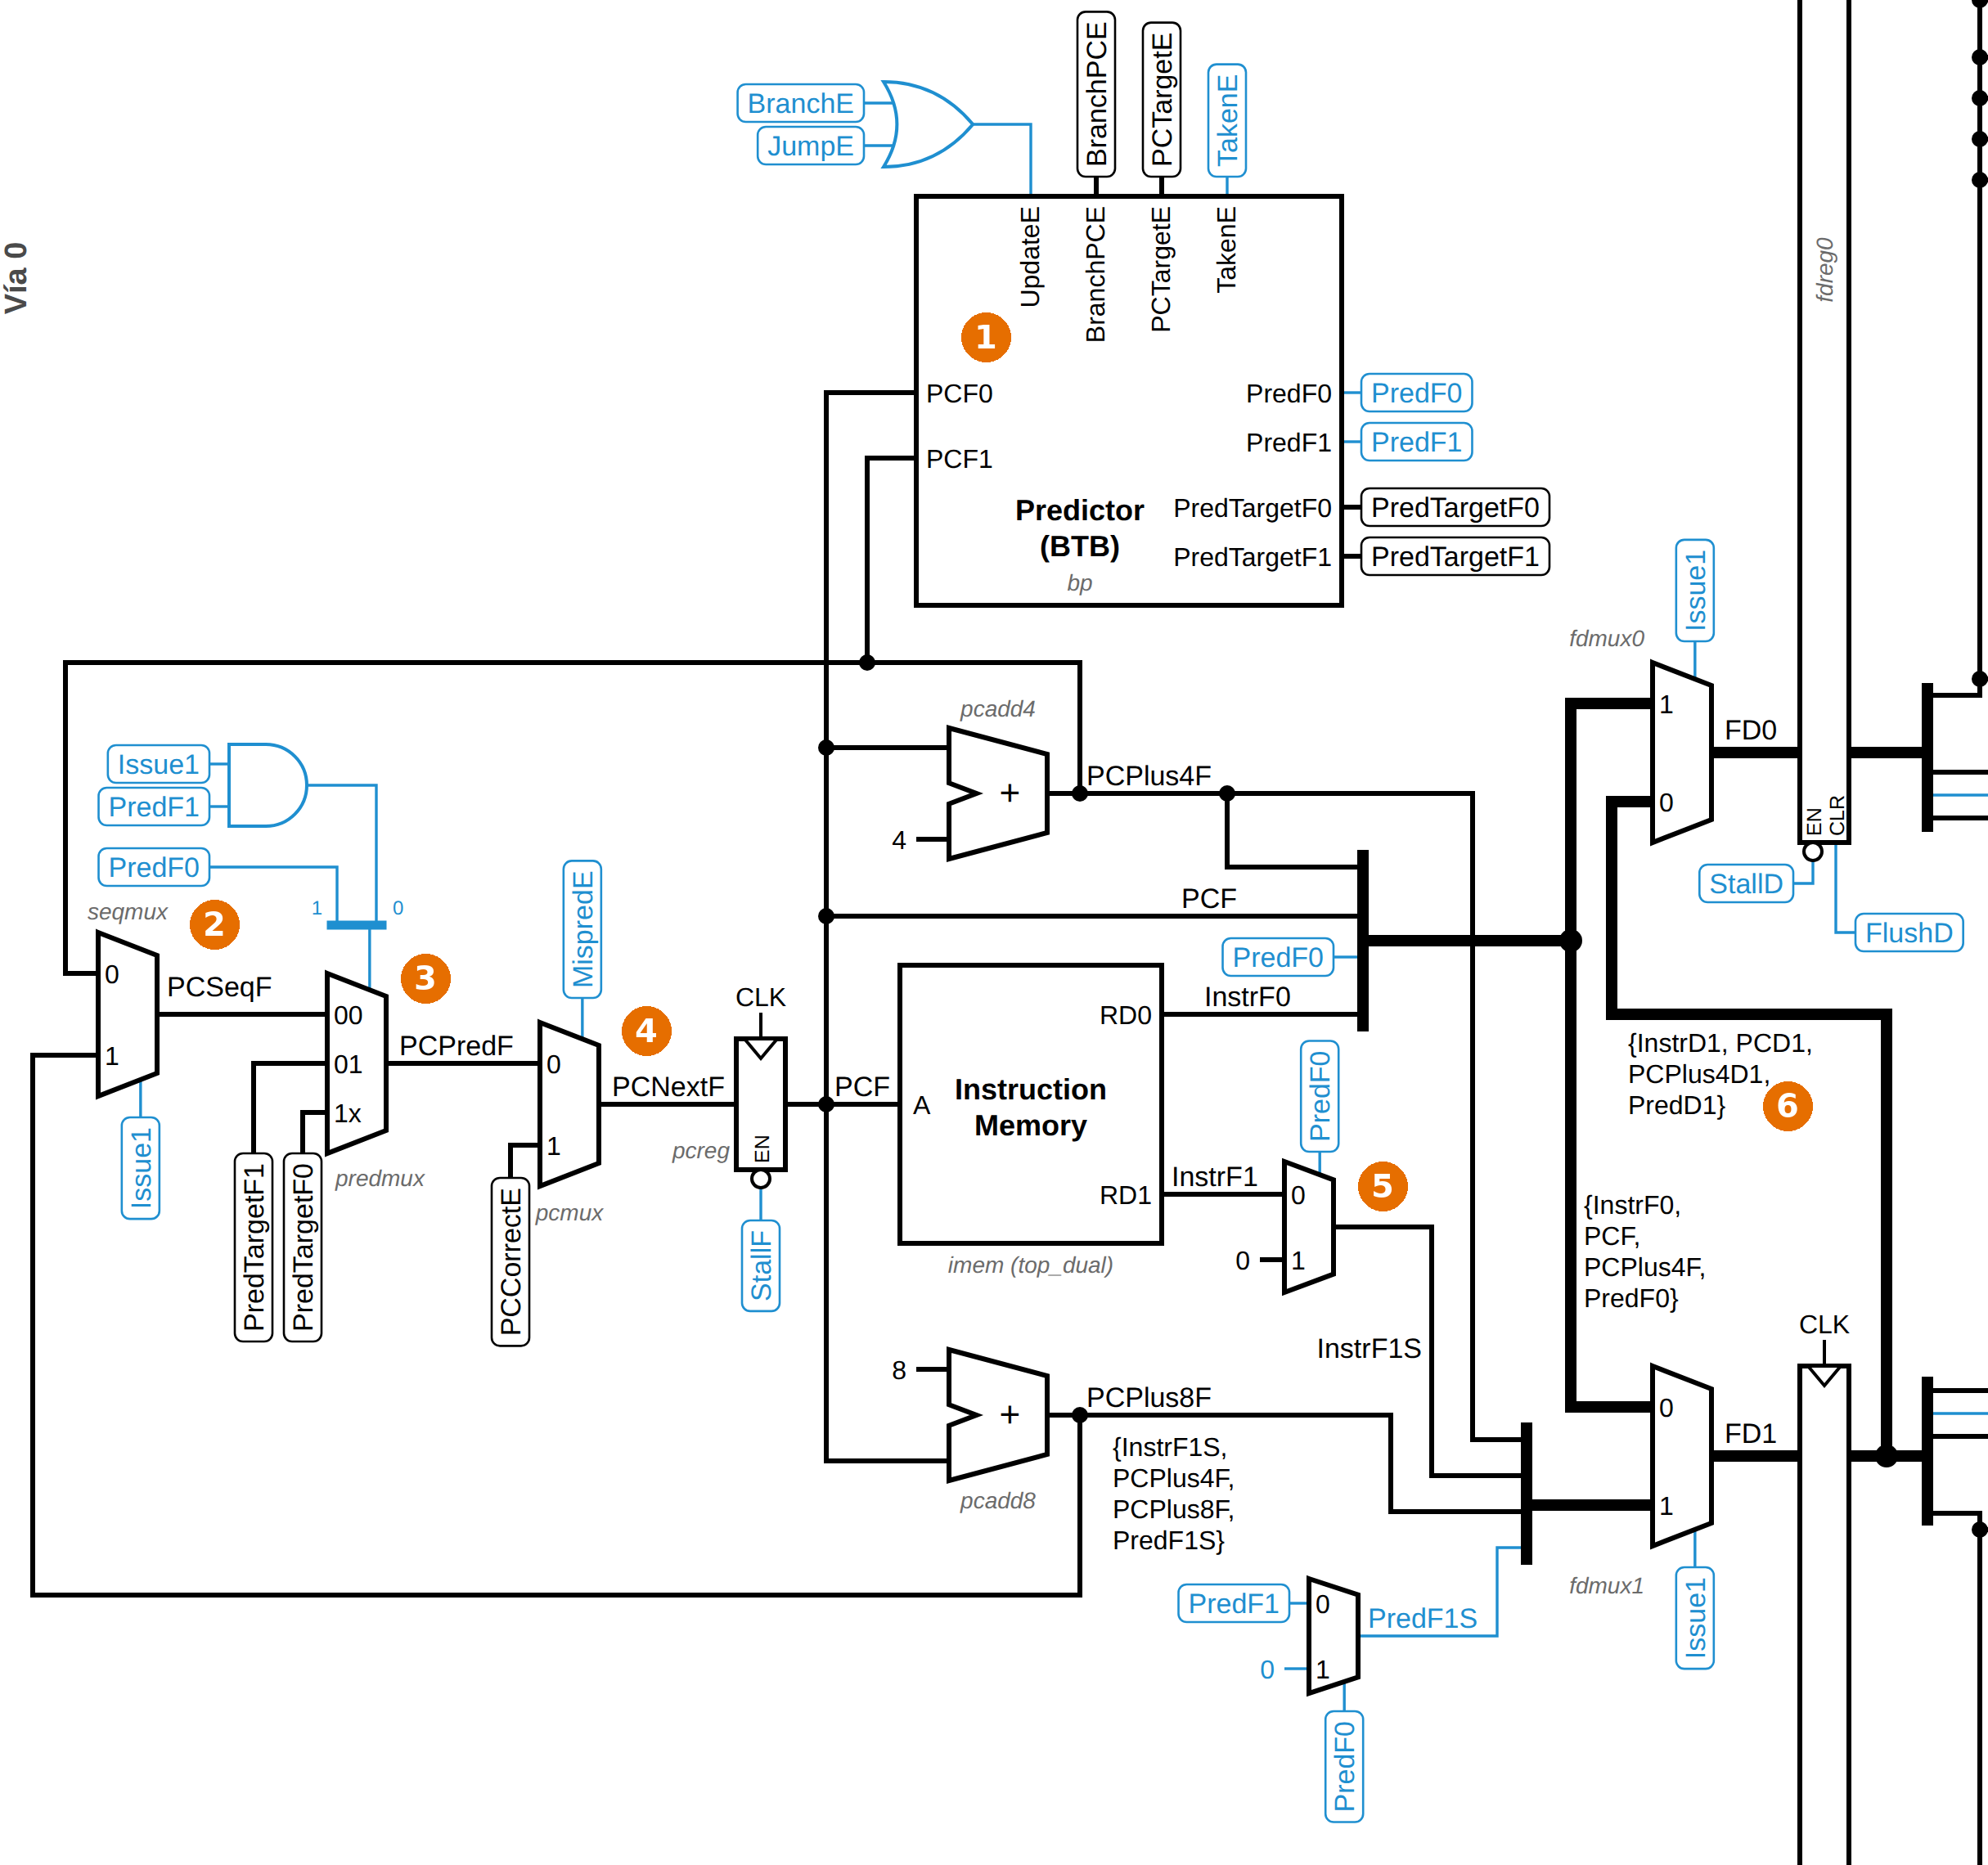 BranchPCE
PCTargetE
TakenE
BranchE
JumpE
UpdateE
BranchPCE
PCTargetE
TakenE
Vía 0
fdreg0
1
PCF0
PredF0
PredF0
PredF1
PredF1
PCF1
Predictor
(BTB)
bp
PredTargetF0
PredTargetF0
PredTargetF1
PredTargetF1
Issue1
fdmux0
1
FD0
0
EN
CLR
StallD
FlushD
pcadd4
+
4
PCPlus4F
Issue1
PredF1
PredF0
1
0
seqmux
2
0
1
PCSeqF
Issue1
3
00
01
1x
PredTargetF1
PredTargetF0
predmux
PCPredF
MispredE
4
0
1
PCCorrectE
pcmux
PCNextF
CLK
EN
pcreg
StallF
PCF
PCF
PredF0
InstrF0
A
RD0
Instruction
Memory
RD1
imem (top_dual)
InstrF1
PredF0
5
0
0
1
InstrF1S
{InstrD1, PCD1,
PCPlus4D1,
PredD1}
6
{InstrF0,
PCF,
PCPlus4F,
PredF0}
8
+
pcadd8
PCPlus8F
{InstrF1S,
PCPlus4F,
PCPlus8F,
PredF1S}
PredF1
0
0
1
PredF1S
PredF0
CLK
0
FD1
1
fdmux1
Issue1